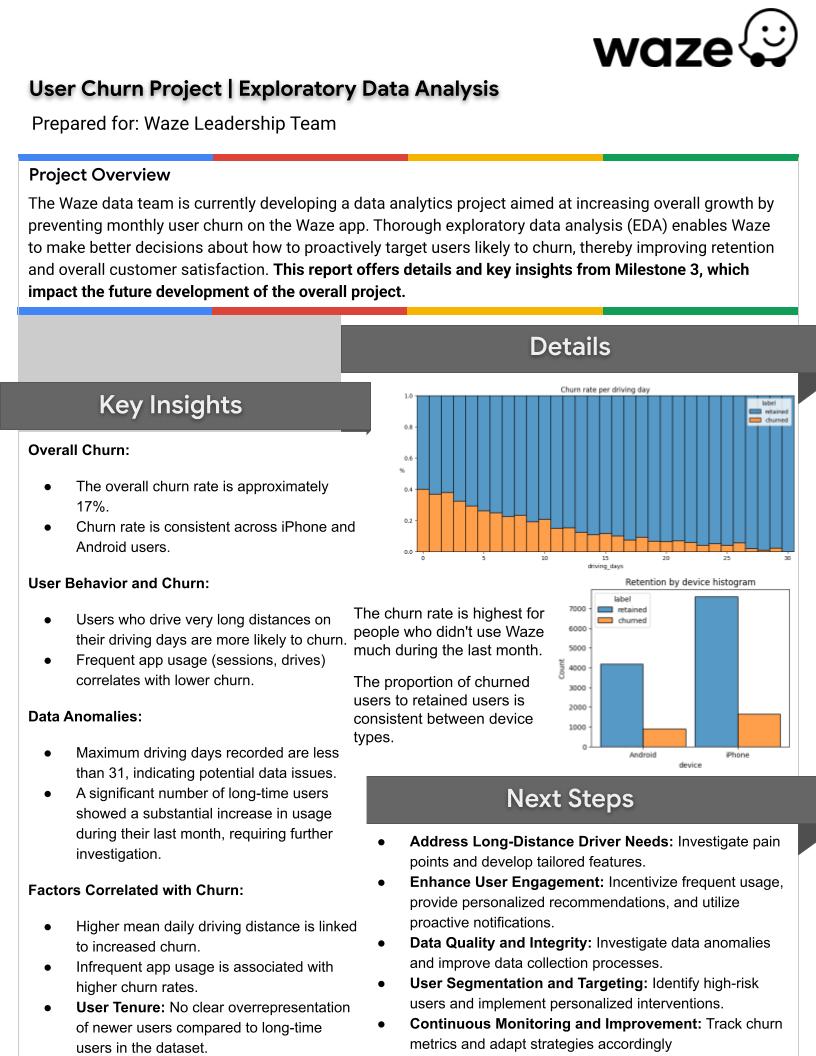 waze
User Churn Project | Exploratory Data Analysis
Prepared for: Waze Leadership Team
Project Overview
The Waze data team is currently developing a data analytics project aimed at increasing overall growth by
preventing monthly user churn on the Waze app. Thorough exploratory data analysis (EDA) enables Waze
to make better decisions about how to proactively target users likely to churn, thereby improving retention
and overall customer satisfaction. This report offers details and key insights from Milestone 3, which
impact the future development of the overall project.
Key Insights
Overall Churn:
● The overall churn rate is approximately
17%.
● Churn rate is consistent across iPhone and
Android users.
User Behavior and Churn:
● Users who drive very long distances on
their driving days are more likely to churn.
● Frequent app usage (sessions, drives)
correlates with lower churn.
Data Anomalies:
● Maximum driving days recorded are less
than 31, indicating potential data issues.
● A significant number of long-time users
showed a substantial increase in usage
during their last month, requiring further
investigation.
Factors Correlated with Churn:
● Higher mean daily driving distance is linked
to increased churn.
● Infrequent app usage is associated with
higher churn rates.
● User Tenure: No clear overrepresentation
of newer users compared to long-time
users in the dataset.
Details
Churn rate per driving day
label
retained
churned
1.0
0.8
0.6
0.4
0.2
0.0
%
0 5 10 15 20 25 30
driving_days
The churn rate is highest for
people who didn't use Waze
much during the last month.
The proportion of churned
users to retained users is
consistent between device
types.
Retention by device histogram
label
retained
churned
7000
6000
5000
4000
3000
2000
1000
0
Count
Android iPhone
device
Next Steps
● Address Long-Distance Driver Needs: Investigate pain
points and develop tailored features.
● Enhance User Engagement: Incentivize frequent usage,
provide personalized recommendations, and utilize
proactive notifications.
● Data Quality and Integrity: Investigate data anomalies
and improve data collection processes.
● User Segmentation and Targeting: Identify high-risk
users and implement personalized interventions.
● Continuous Monitoring and Improvement: Track churn
metrics and adapt strategies accordingly